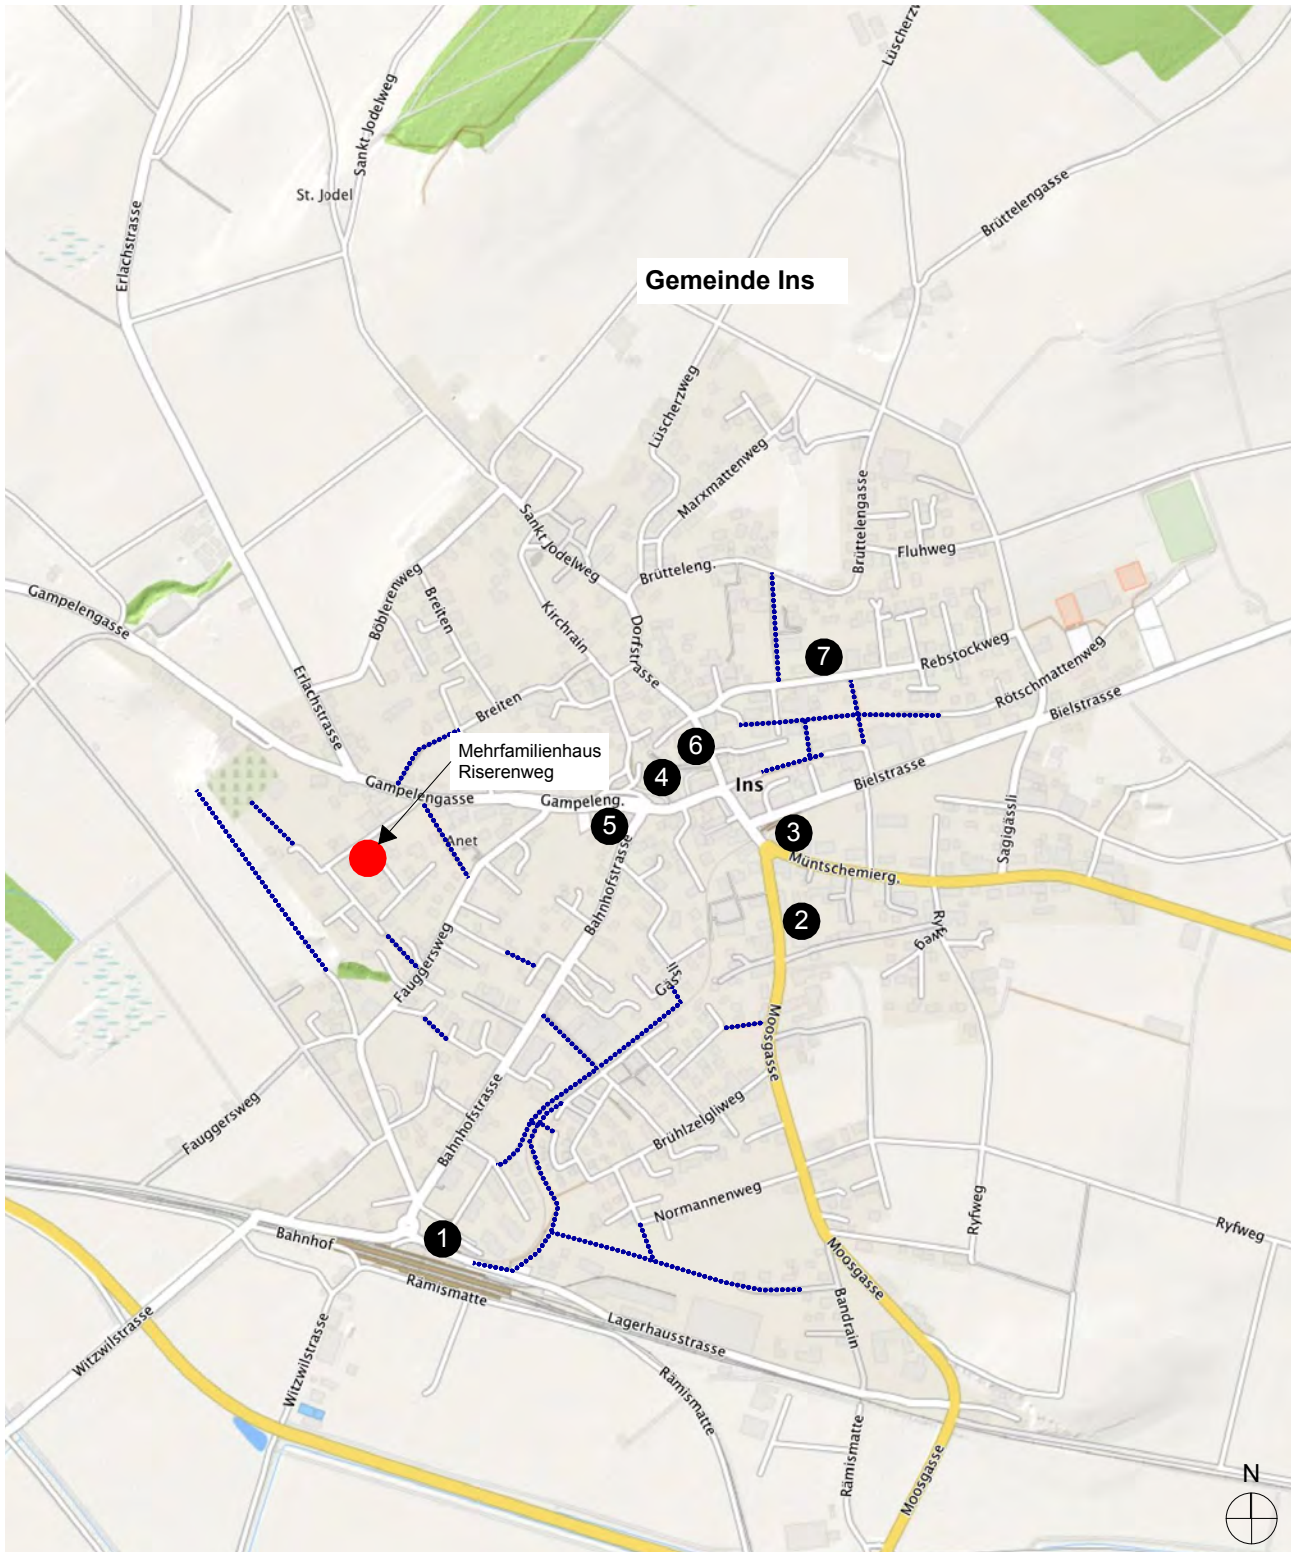 Lüscherzw
Sankt Jodelweg
St. Jodel
Brüttelengasse
Erlachstrasse
Gemeinde Ins
Lüscherzweg
Marxmattenweg
Brüttelengasse
Sankt Jodelweg
Fluhweg
Brütteleng.
Böblerenweg
Breiten
Gampelengasse
Kirchrain
Dorfstrasse
7
Rebstockweg
Rötschmattenweg
Erlachstrasse
Breiten
Bielstrasse
6
Mehrfamilienhaus
Riserenweg
4
Ins
Bielstrasse
Gampelengasse
Gampeleng.
5
3
Sagigässli
Anet
Müntschemierg.
Bahnhofstrasse
2
Ryfweg
Fauggersweg
Gässli
Moosgasse
Bahnhofstrasse
Fauggersweg
Brühlzelgliweg
Normannenweg
Ryfweg
Ryfweg
1
Bahnhof
Moosgasse
Rämismatte
Bandrain
Lagerhausstrasse
Witzwilstrasse
Witzwilstrasse
Rämismatte
Rämismatte
Moosgasse
N